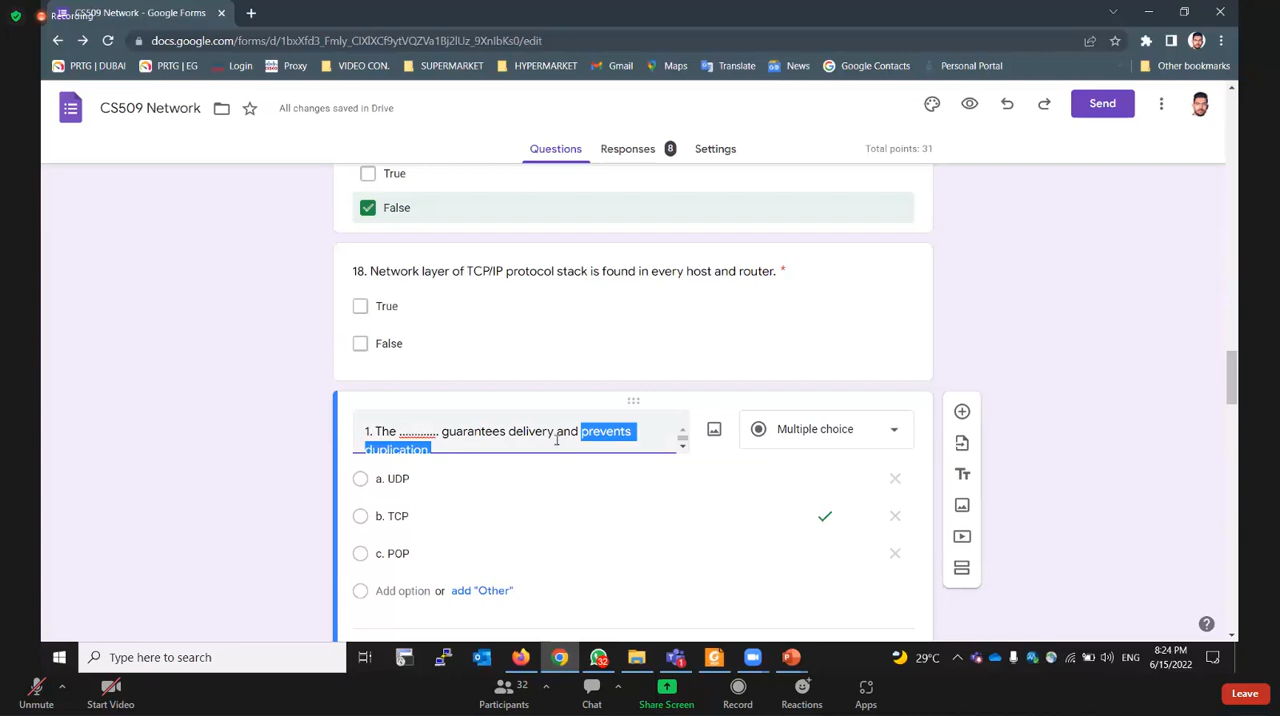 Recording
CS509 Network - Google Forms
docs.google.com/forms/d/1bxXfd3_Fmly_ClXlXCf9ytVQZVa1Bj2lUz_9XnlbKs0/edit
PRTG | DUBAI
PRTG | EG
Login
Proxy
VIDEO CON.
SUPERMARKET
HYPERMARKET
Gmail
Maps
Translate
News
Google Contacts
Personal Portal
Other bookmarks
CS509 Network
All changes saved in Drive
Send
Questions
Responses 8
Settings
Total points: 31
True
False
18. Network layer of TCP/IP protocol stack is found in every host and router. *
True
False
1. The ............. guarantees delivery and prevents
duplication.
Multiple choice
a. UDP
b. TCP
c. POP
Add option or add "Other"
Type here to search
32
1
29°C
ENG
8:24 PM
6/15/2022
Unmute
Start Video
32
Participants
Chat
Share Screen
Record
Reactions
Apps
Leave